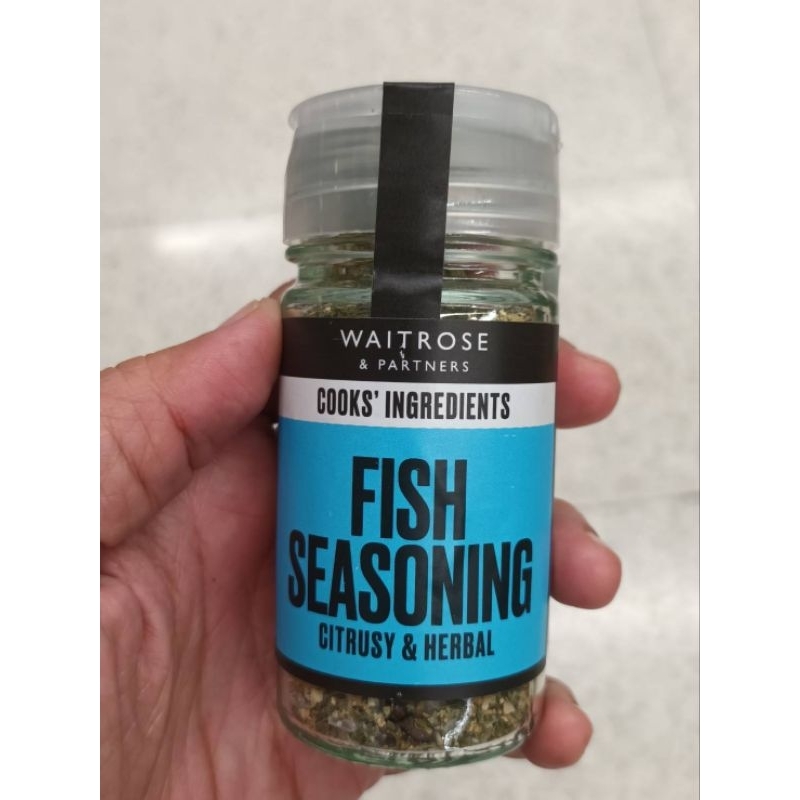 WAITROSE
& PARTNERS
COOKS' INGREDIENTS
FISH
SEASONING
CITRUSY & HERBAL